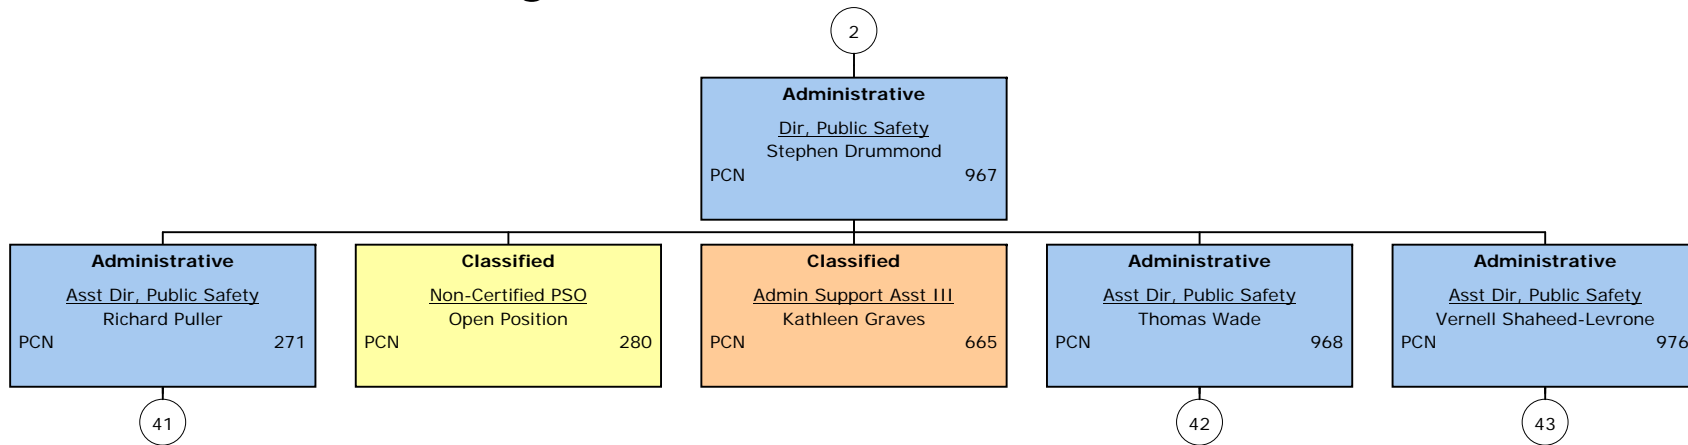 2
Administrative
Dir, Public Safety
Stephen Drummond
PCN 967
Administrative
Asst Dir, Public Safety
Richard Puller
PCN 271
Classified
Non-Certified PSO
Open Position
PCN 280
Classified
Admin Support Asst III
Kathleen Graves
PCN 665
Administrative
Asst Dir, Public Safety
Thomas Wade
PCN 968
Administrative
Asst Dir, Public Safety
Vernell Shaheed-Levrone
PCN 976
41
42
43